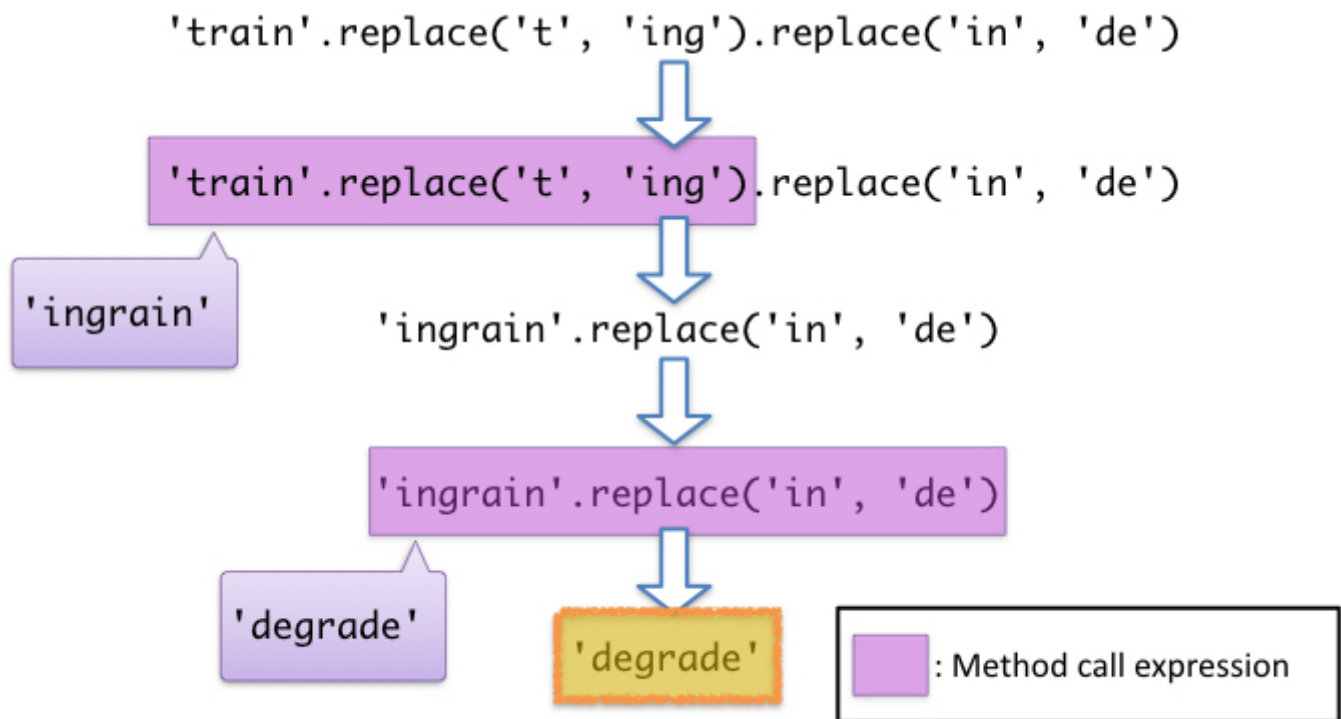 'train'.replace('t', 'ing').replace('in', 'de')
'train'.replace('t', 'ing').replace('in', 'de')
'ingrain'
'ingrain'.replace('in', 'de')
'ingrain'.replace('in', 'de')
'degrade'
'degrade'
: Method call expression